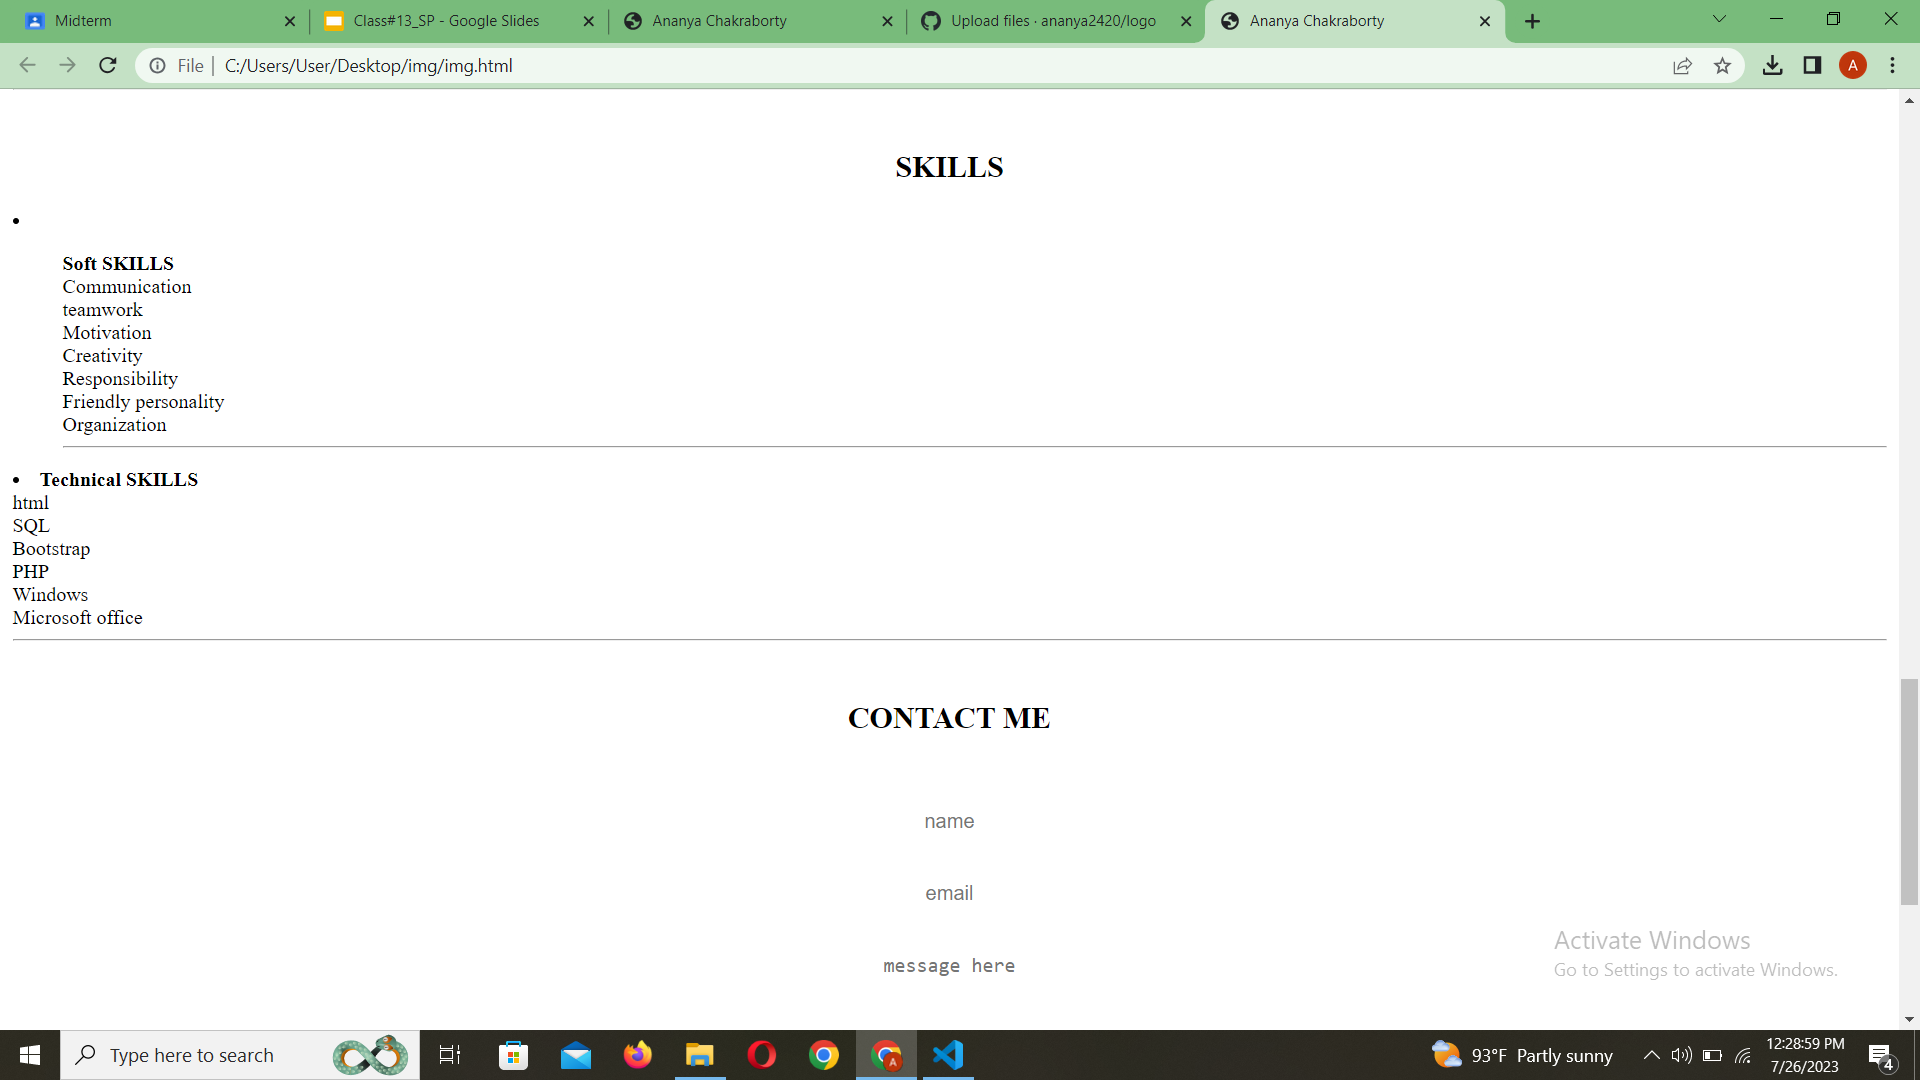 Midterm
Class#13_SP - Google Slides
Ananya Chakraborty
Upload files · ananya2420/logo
Ananya Chakraborty
File | C:/Users/User/Desktop/img/img.html
A
SKILLS
Soft SKILLS
Communication
teamwork
Motivation
Creativity
Responsibility
Friendly personality
Organization
Technical SKILLS
html
SQL
Bootstrap
PHP
Windows
Microsoft office
CONTACT ME
name
email
message here
Activate Windows
Go to Settings to activate Windows.
Type here to search
A
93°F Partly sunny
12:28:59 PM
7/26/2023
4